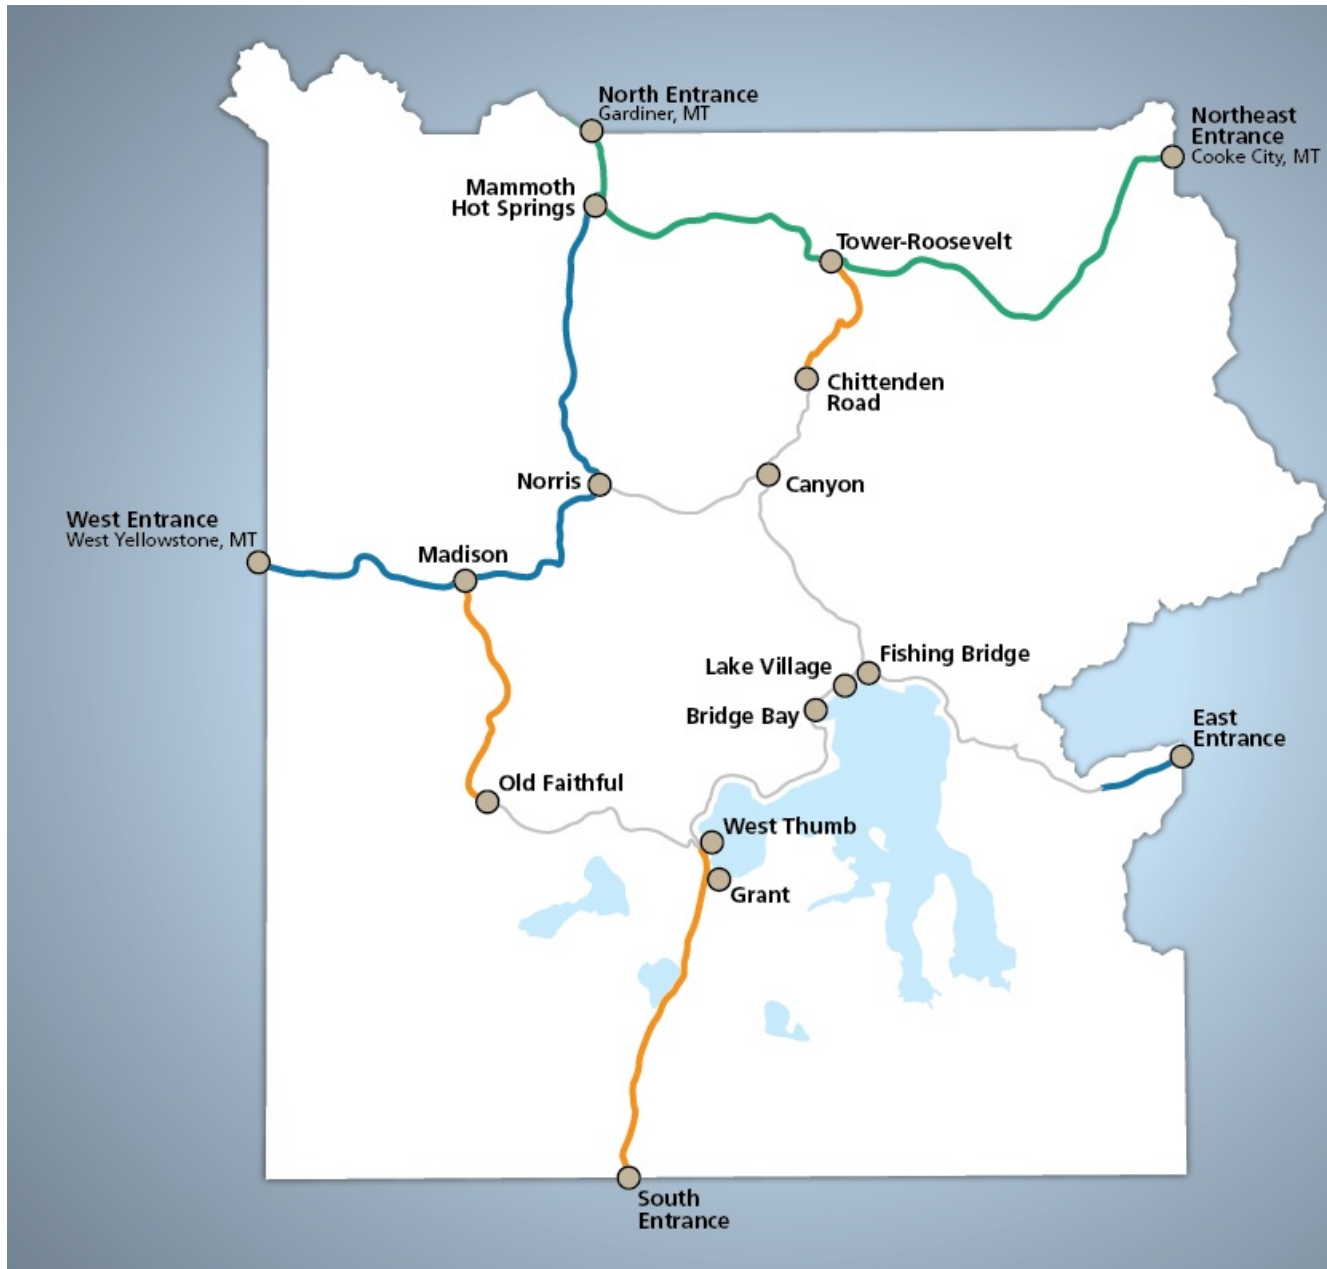 North Entrance
Gardiner, MT
Northeast
Entrance
Cooke City, MT
Mammoth
Hot Springs
Tower-Roosevelt
Chittenden
Road
Norris
Canyon
West Entrance
West Yellowstone, MT
Madison
Fishing Bridge
Lake Village
Bridge Bay
East
Entrance
Old Faithful
West Thumb
Grant
South
Entrance